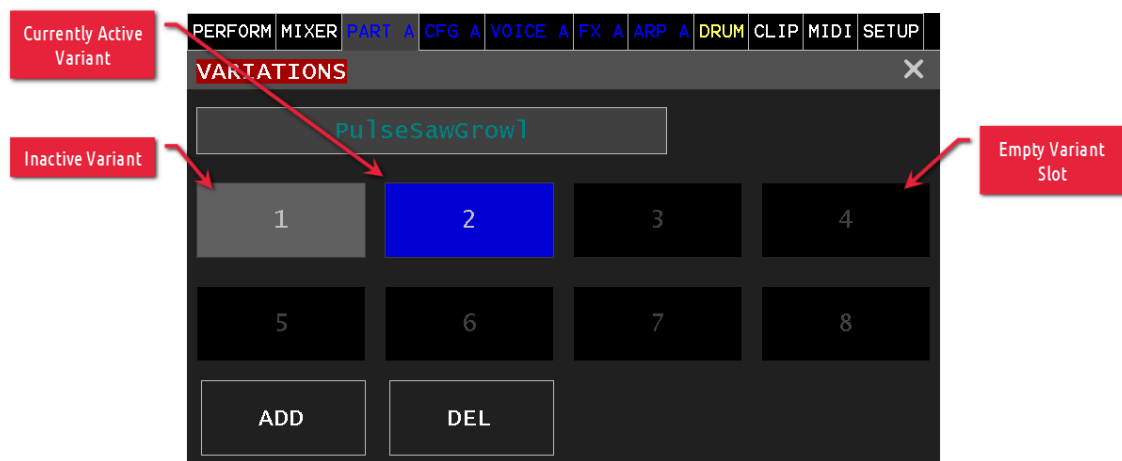 Currently Active
Variant
PERFORM MIXER PART A CFG A VOICE A FX A ARP A DRUM CLIP MIDI SETUP
VARIATIONS
PulseSawGrowl
Inactive Variant
Empty Variant
Slot
1 2 3 4
5 6 7 8
ADD DEL